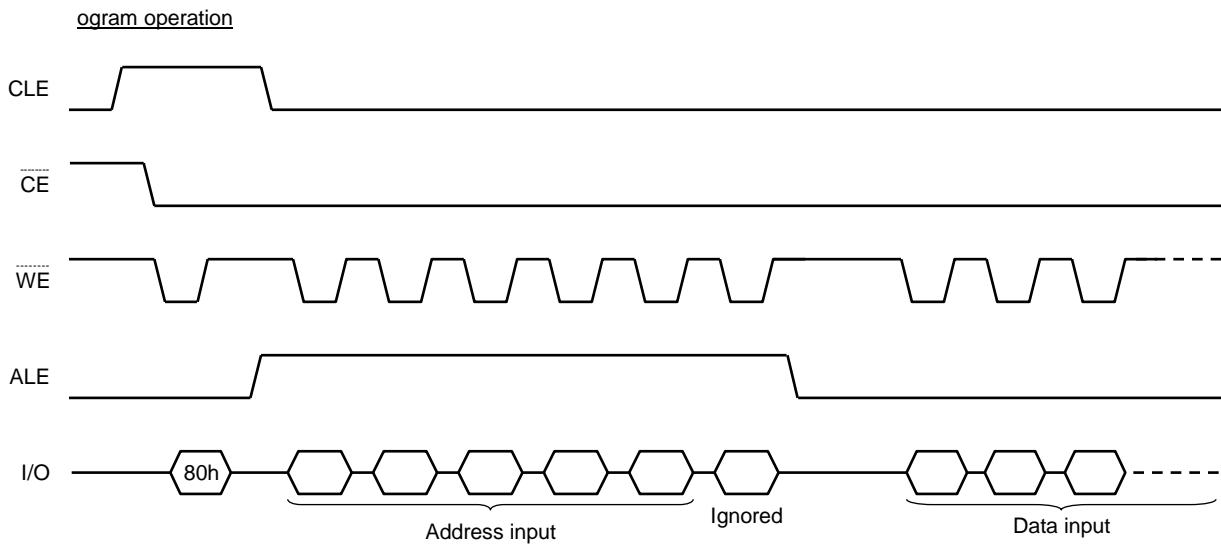 ogram operation
CLE
CE
WE
ALE
I/O
80h
Address input
Ignored
Data input